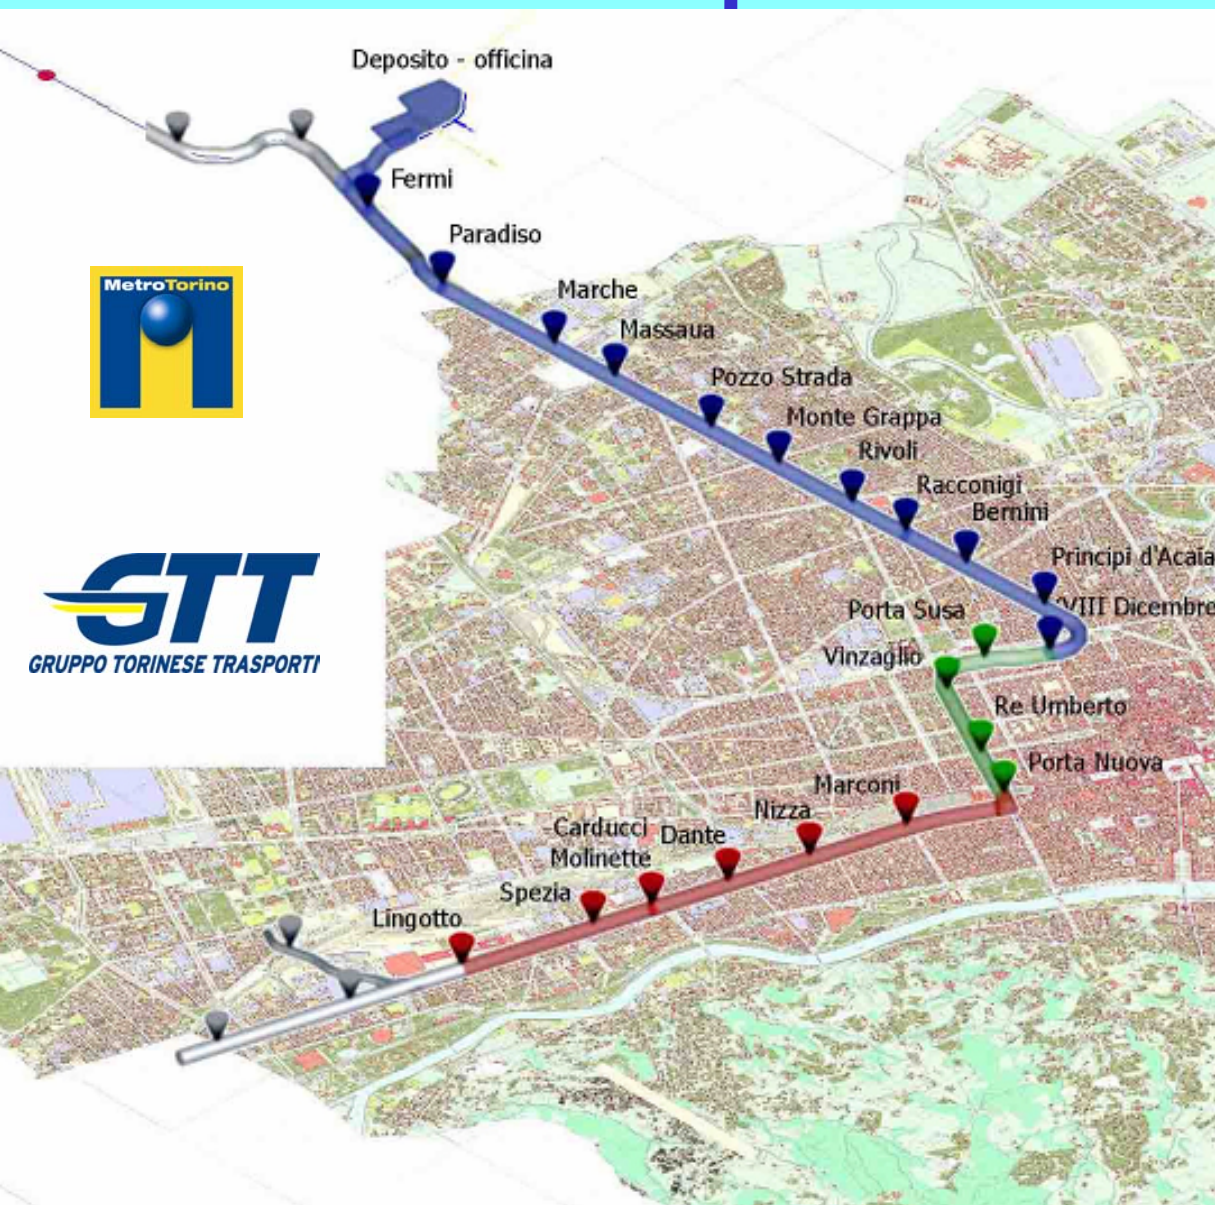 Deposito - officina
Fermi
Paradiso
MetroTorino
Marche
Massaua
Pozzo Strada
Monte Grappa
Rivoli
Racconigi
Bernini
Principi d'Acaia
VIII Dicembre
Porta Susa
GTT
GRUPPO TORINESE TRASPORTI
Vinzaglio
Re Umberto
Porta Nuova
Marconi
Nizza
Dante
Carducci
Molinette
Spezia
Lingotto